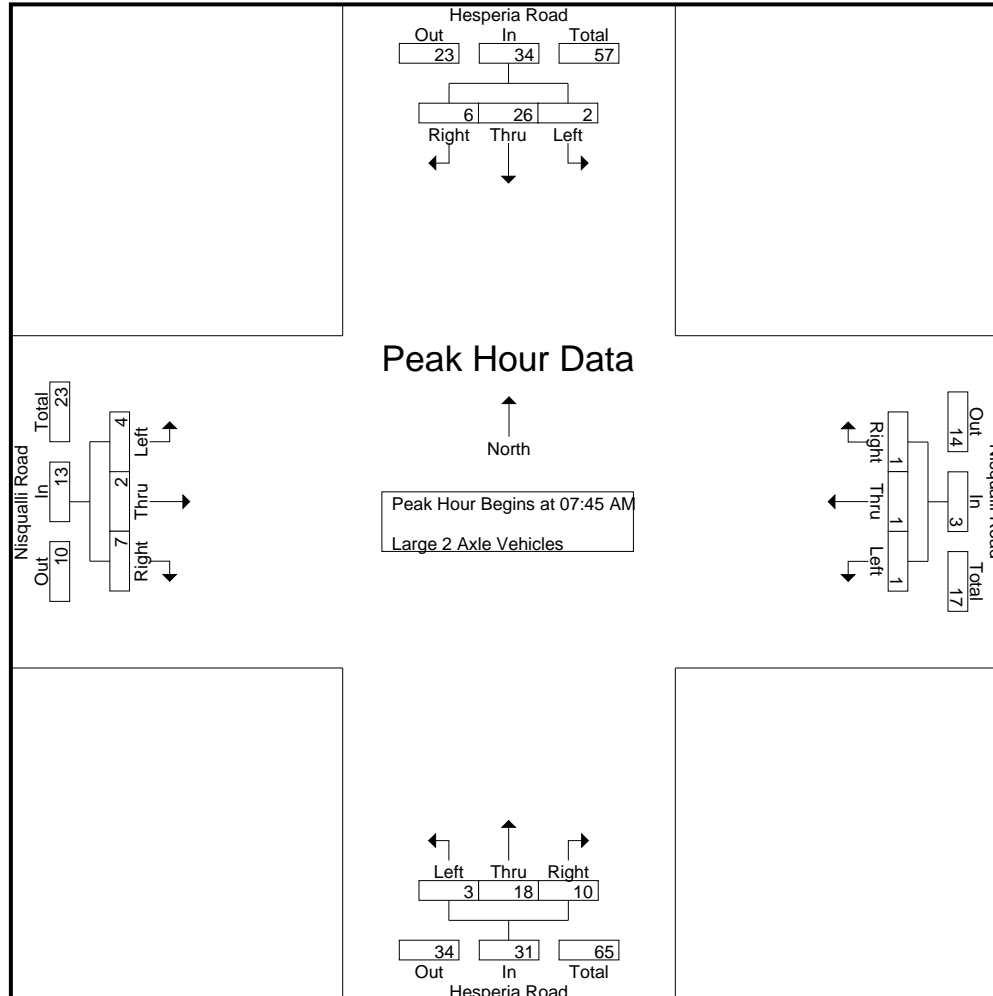 Hesperia Road
Out In Total
23 34 57
6 26 2
Right Thru Left
Peak Hour Data
North
Peak Hour Begins at 07:45 AM
Large 2 Axle Vehicles
Nisqualli Road
Total In Out
23 13 10
4 2 7
Left Thru Right
Right Thru Left
1 1 1
Out In Total
14 3 17
Nisqualli Road
Left Thru Right
3 18 10
34 31 65
Out In Total
Hesperia Road